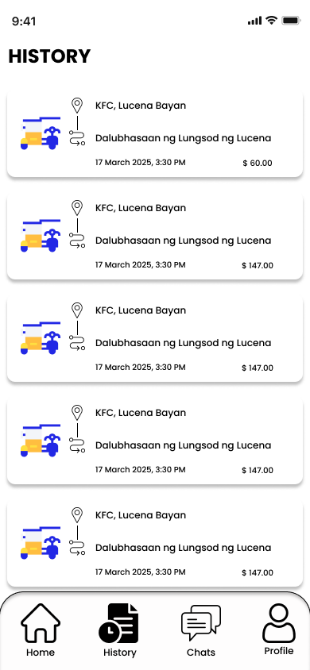 9:41
HISTORY
KFC, Lucena Bayan
Dalubhasaan ng Lungsod ng Lucena
17 March 2025, 3:30 PM $ 60.00
KFC, Lucena Bayan
Dalubhasaan ng Lungsod ng Lucena
17 March 2025, 3:30 PM $ 147.00
KFC, Lucena Bayan
Dalubhasaan ng Lungsod ng Lucena
17 March 2025, 3:30 PM $ 147.00
KFC, Lucena Bayan
Dalubhasaan ng Lungsod ng Lucena
17 March 2025, 3:30 PM $ 147.00
KFC, Lucena Bayan
Dalubhasaan ng Lungsod ng Lucena
17 March 2025, 3:30 PM $ 147.00
Home History Chats Profile